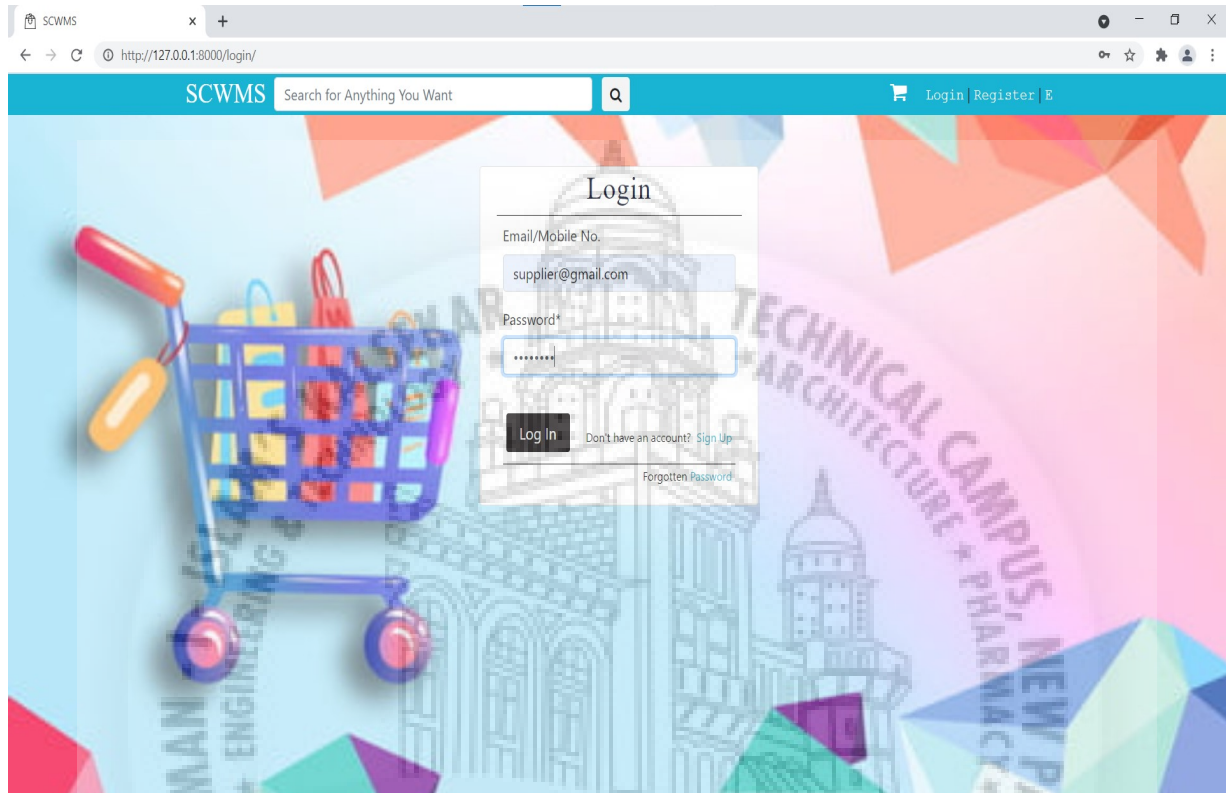 SCWMS
http://127.0.0.1:8000/login/
SCWMS Search for Anything You Want Login | Register | E
Login
Email/Mobile No.
supplier@gmail.com
Password*
••••••••
Log In Don't have an account? Sign Up
Forgotten Password
TECHNICAL CAMPUS, NEW
ARCHITECTURE * PHARMACY
ENGINEERING &